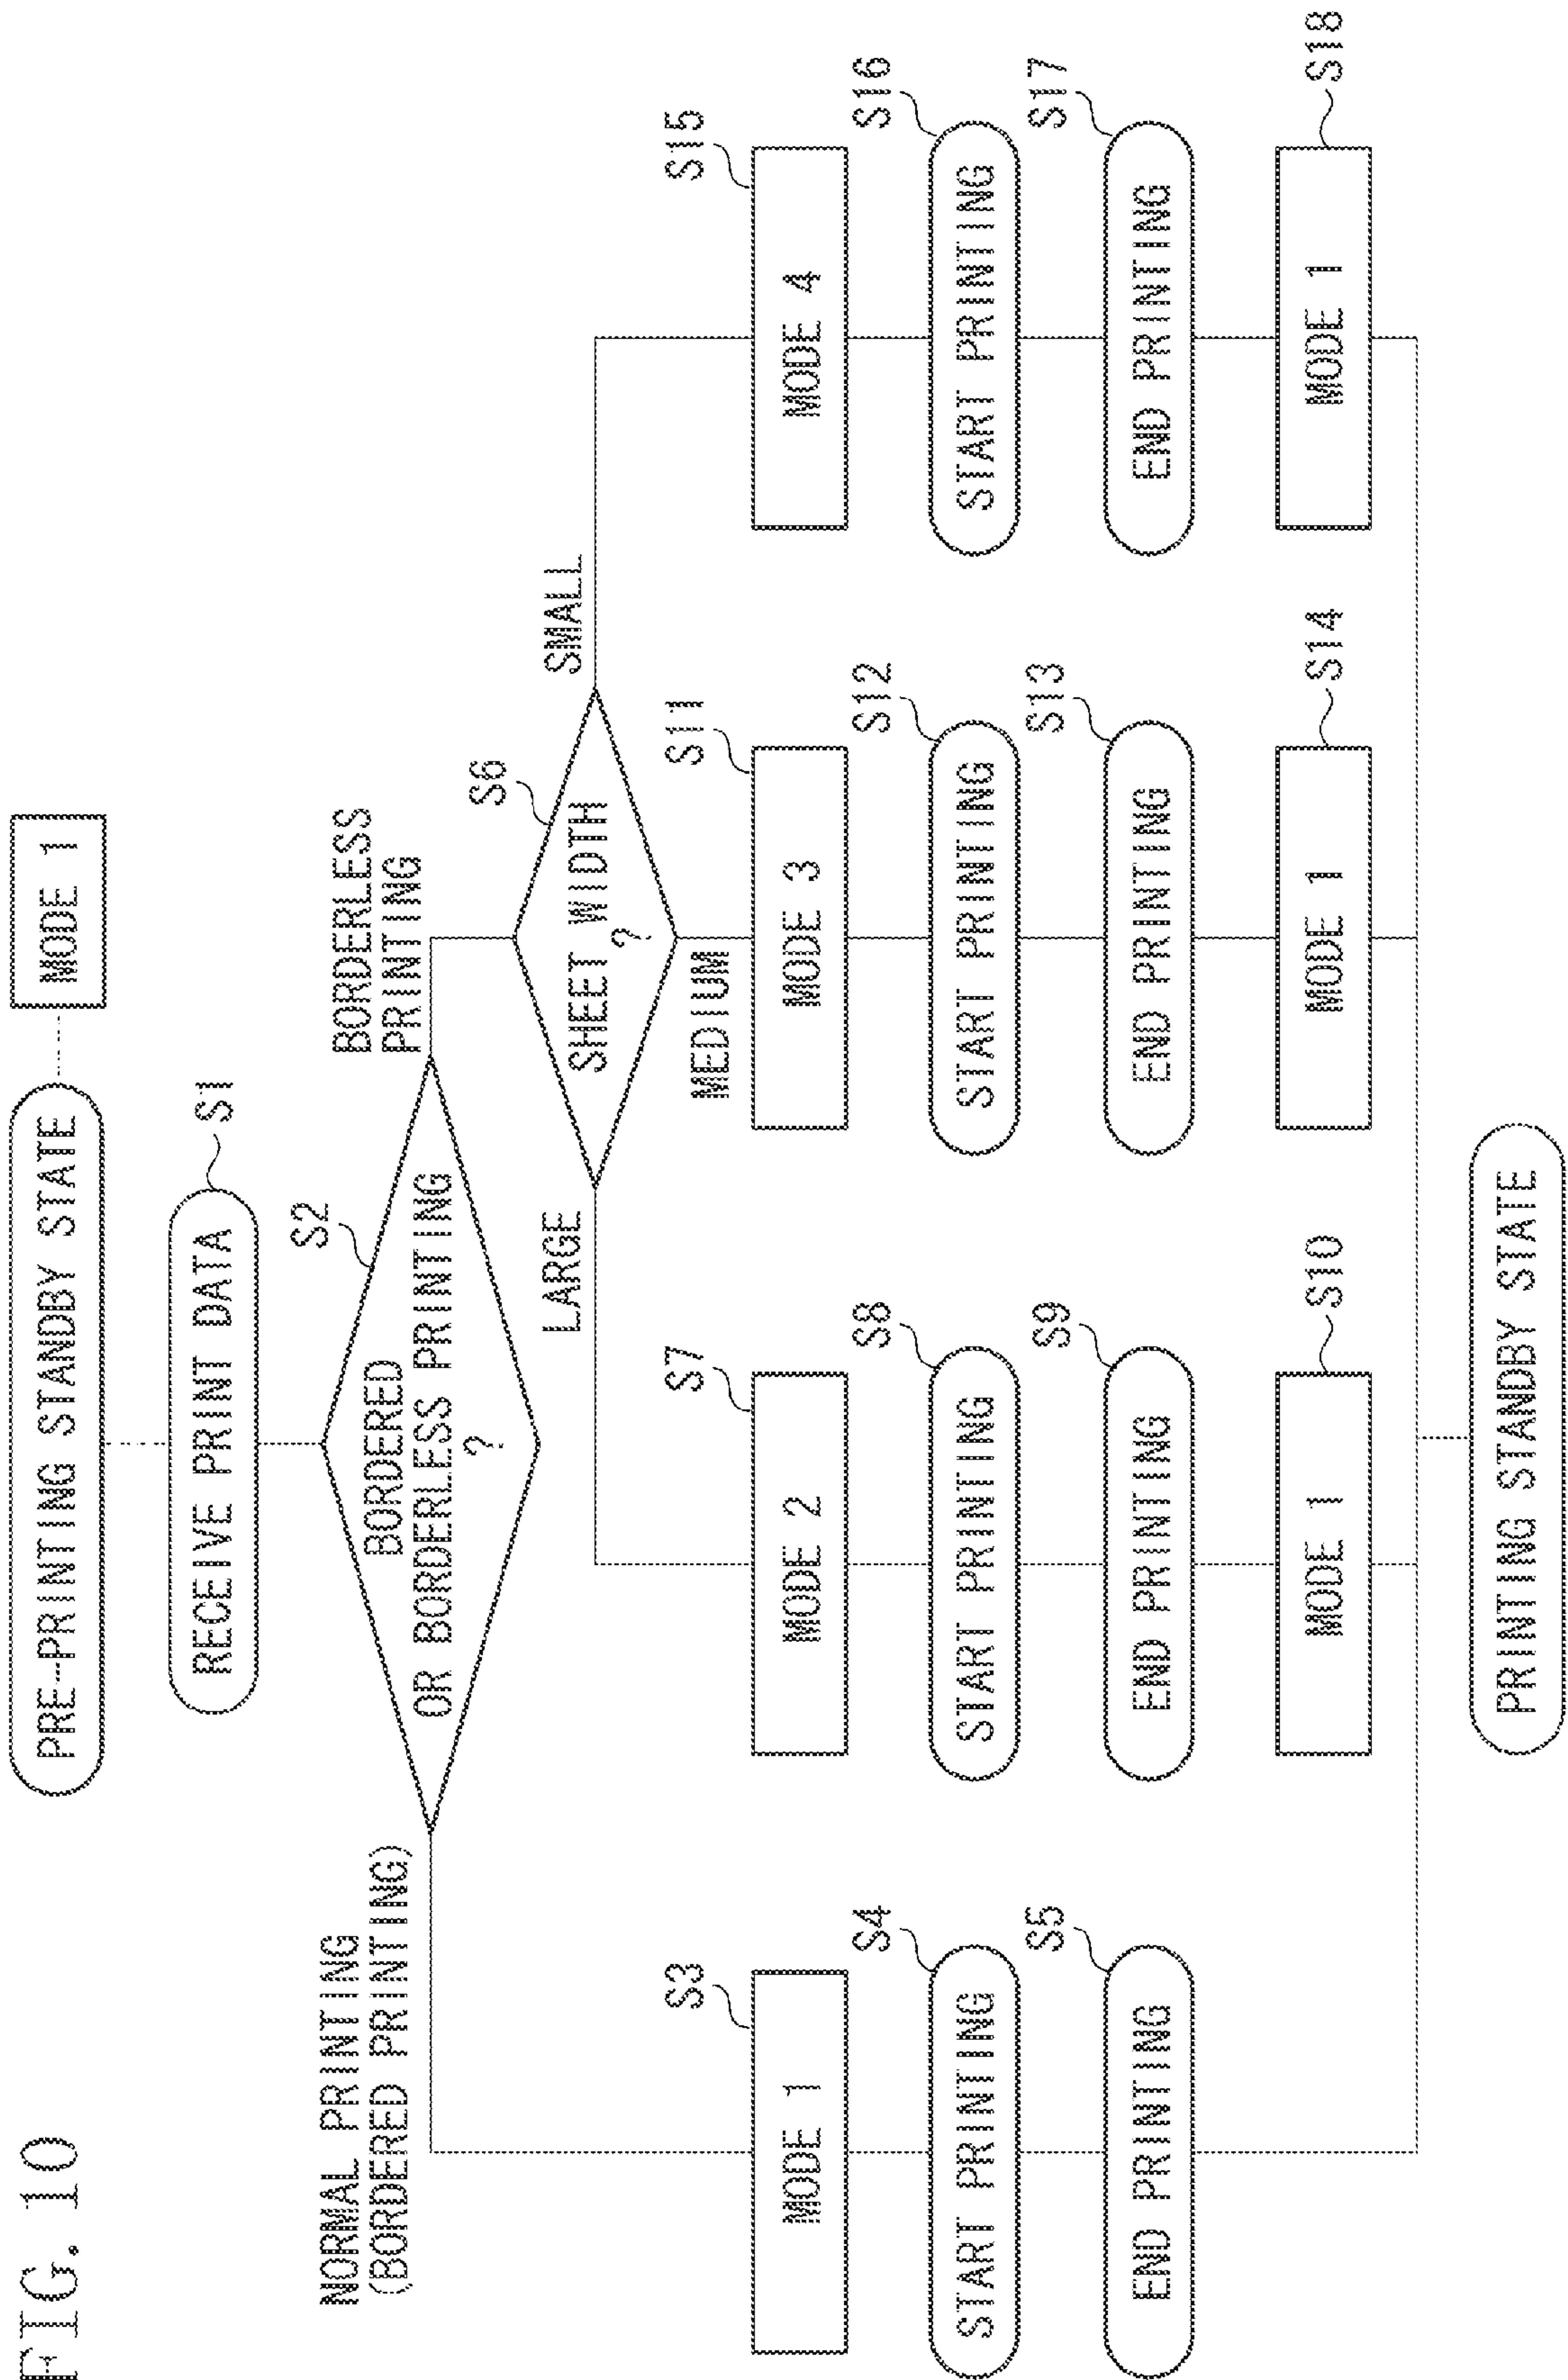 FIG. 10
PRE-PRINTING STANDBY STATE
MODE 1
RECEIVE PRINT DATA
S1
S2
BORDERED
OR BORDERLESS PRINTING
?
NORMAL PRINTING
(BORDERED PRINTING)
BORDERLESS
PRINTING
S6
SHEET WIDTH
?
LARGE
MEDIUM
SMALL
S3
MODE 1
S7
MODE 2
S11
MODE 3
S15
MODE 4
S4
START PRINTING
S8
START PRINTING
S12
START PRINTING
S16
START PRINTING
S5
END PRINTING
S9
END PRINTING
S13
END PRINTING
S17
END PRINTING
S10
MODE 1
S14
MODE 1
S18
MODE 1
PRINTING STANDBY STATE